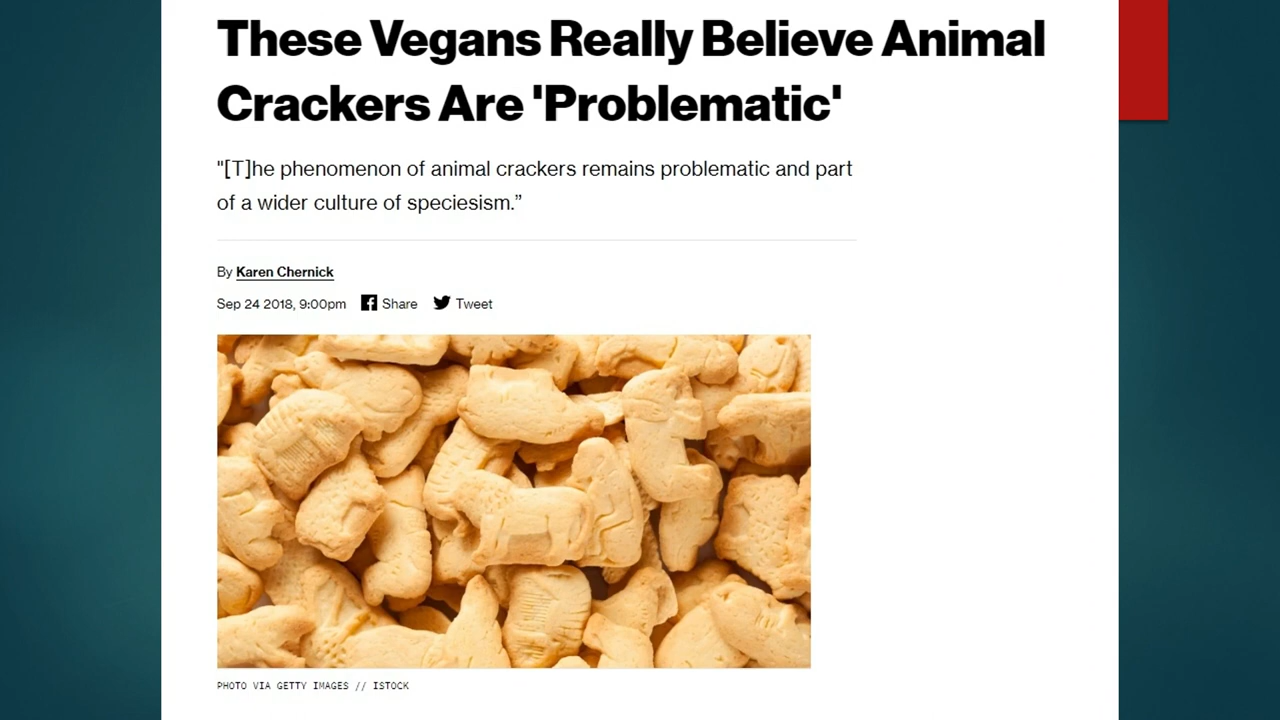 These Vegans Really Believe Animal
Crackers Are 'Problematic'
"[T]he phenomenon of animal crackers remains problematic and part
of a wider culture of speciesism.”
By Karen Chernick
Sep 24 2018, 9:00pm Share Tweet
PHOTO VIA GETTY IMAGES // ISTOCK